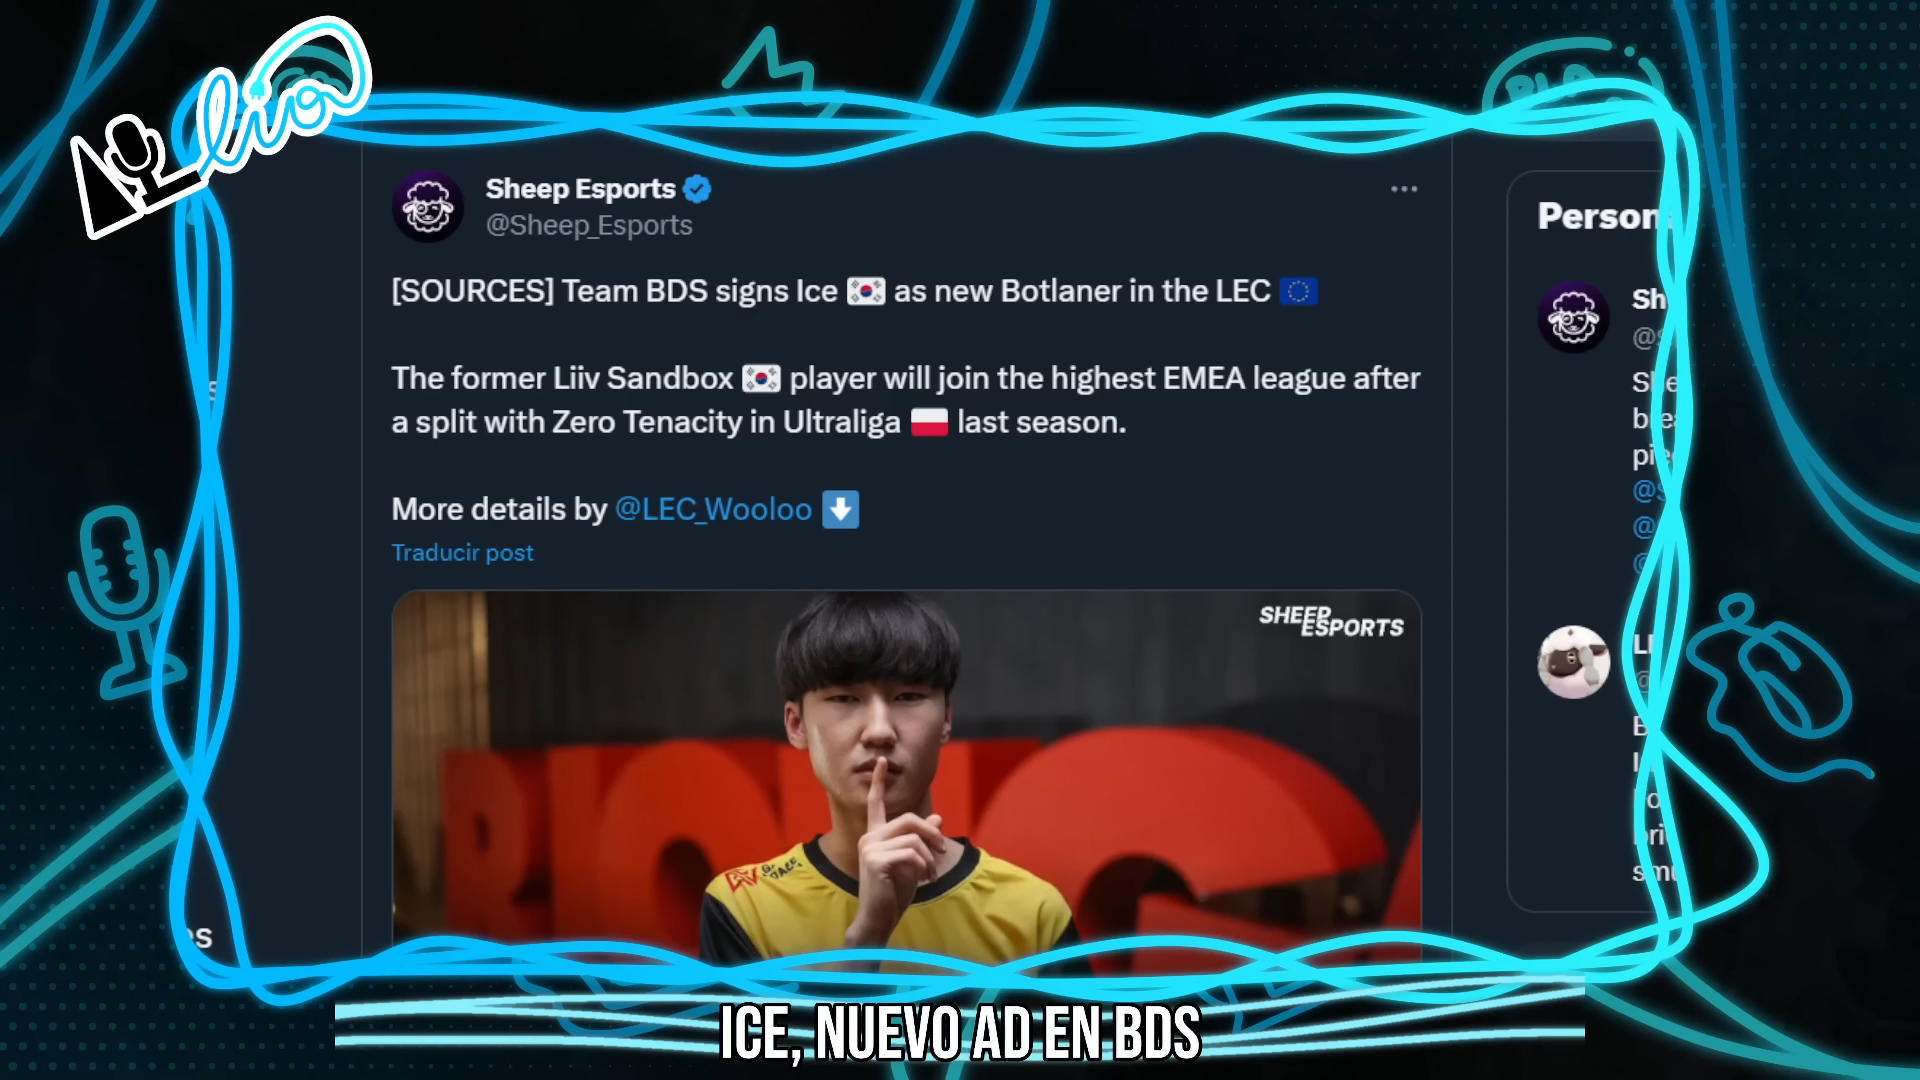 lío
Sheep Esports
@Sheep_Esports
[SOURCES] Team BDS signs Ice 🇰🇷 as new Botlaner in the LEC 🇪🇺
The former Liiv Sandbox 🇰🇷 player will join the highest EMEA league after
a split with Zero Tenacity in Ultraliga 🇵🇱 last season.
More details by @LEC_Wooloo ⬇️
Traducir post
SHEEP
ESPORTS
Person
Sh
ICE, NUEVO AD EN BDS